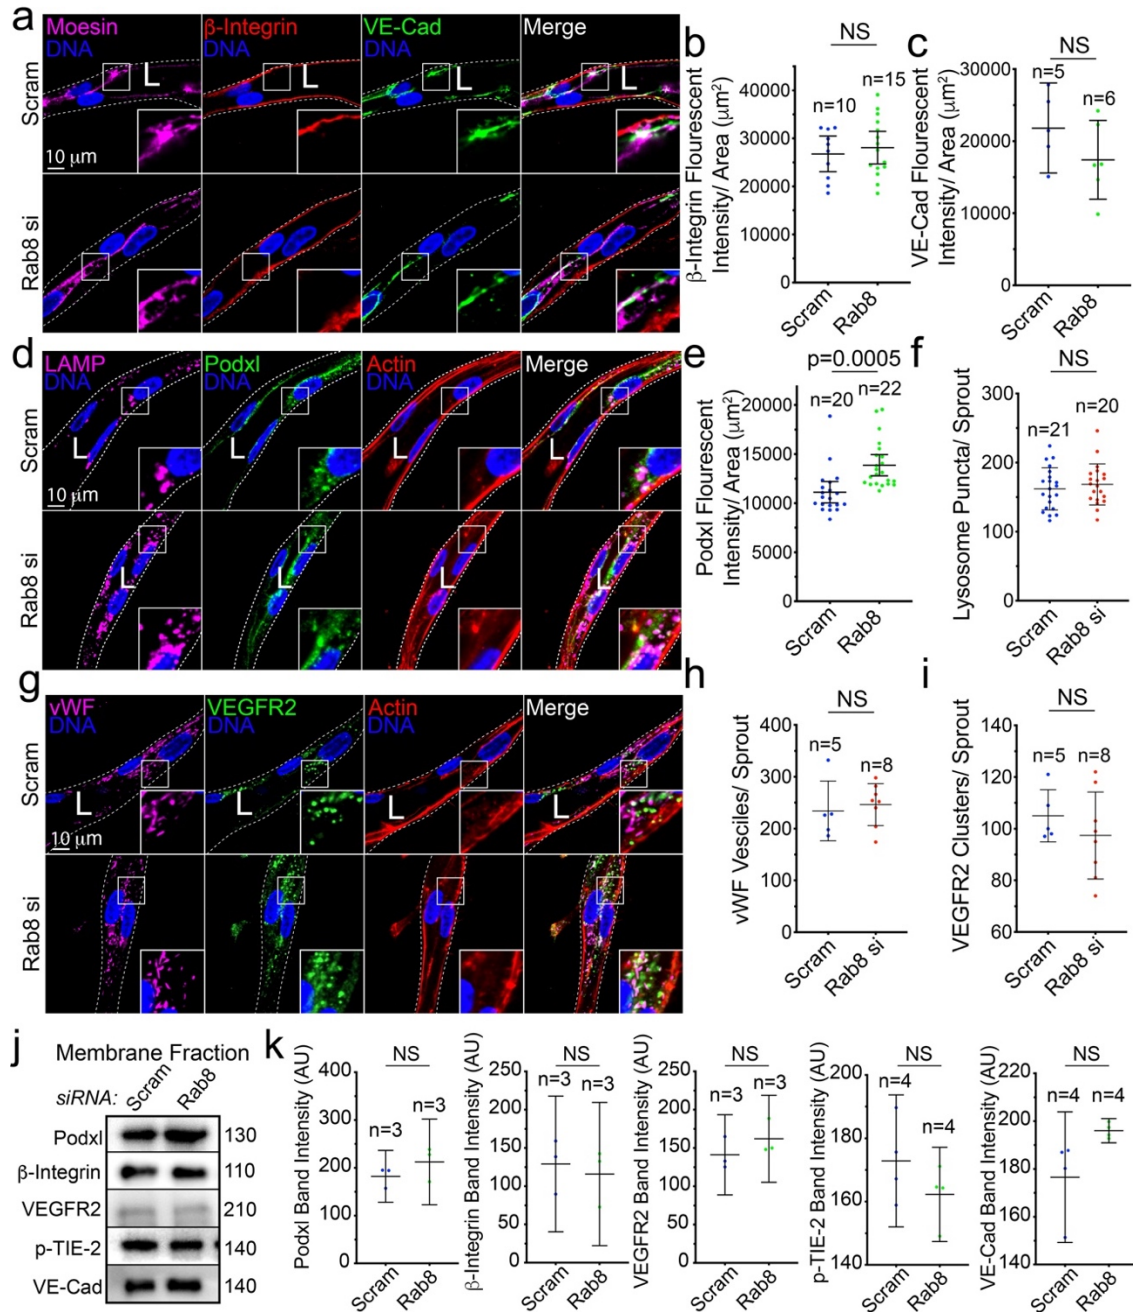 a
Moesin β-Integrin VE-Cad Merge
DNA DNA DNA
Scram
L L L L
10 μm
Rab8 si
b
NS
n=10 n=15
β-Integrin Flourescent
Intensity/ Area (μm²)
50000
40000
30000
20000
10000
0
Scram Rab8
c
NS
n=5 n=6
VE-Cad Flourescent
Intensity/ Area (μm²)
30000
20000
10000
0
Scram Rab8
d
LAMP Podxl Actin Merge
DNA DNA DNA
Scram
L L L L
10 μm
Rab8 si
L L L L
e
p=0.0005
n=20 n=22
Podxl Flourescent
Intensity/ Area (μm²)
20000
15000
10000
5000
0
Scram Rab8
f
NS
n=21 n=20
Lysosome Puncta/ Sprout
300
200
100
0
Scram Rab8 si
g
vWF VEGFR2 Actin Merge
DNA DNA DNA
Scram
L L L L
10 μm
Rab8 si
h
NS
n=5 n=8
vWF Vesciles/ Sprout
400
300
200
100
0
Scram Rab8 si
i
NS
n=5 n=8
VEGFR2 Clusters/ Sprout
140
120
100
80
60
Scram Rab8 si
j
Membrane Fraction
siRNA: Scram Rab8
Podxl 130
β-Integrin 110
VEGFR2 210
p-TIE-2 140
VE-Cad 140
k
NS
n=3 n=3
Podxl Band Intensity (AU)
400
300
200
100
0
Scram Rab8
NS
n=3 n=3
β-Integrin Band Intensity (AU)
250
200
150
100
50
0
Scram Rab8
NS
n=3 n=3
VEGFR2 Band Intensity (AU)
250
200
150
100
50
0
Scram Rab8
NS
n=4 n=4
p-TIE-2 Band Intensity (AU)
200
180
160
140
Scram Rab8
NS
n=4 n=4
VE-Cad Band Intensity (AU)
220
200
180
160
140
Scram Rab8